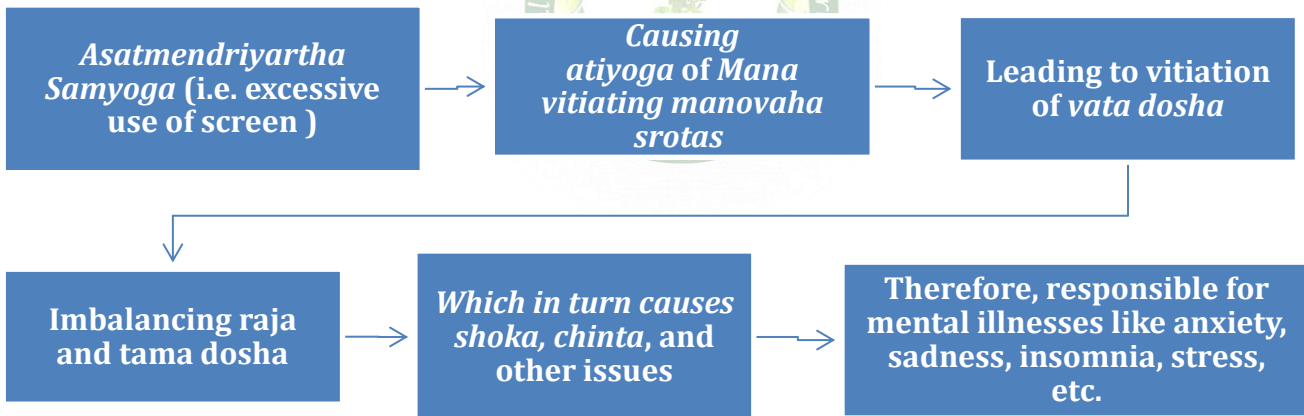 Asatmendriyartha
Samyoga (i.e. excessive
use of screen )
Causing
atiyoga of Mana
vitiating manovaha
srotas
Leading to vitiation
of vata dosha
Imbalancing raja
and tama dosha
Which in turn causes
shoka, chinta, and
other issues
Therefore, responsible for
mental illnesses like anxiety,
sadness, insomnia, stress,
etc.